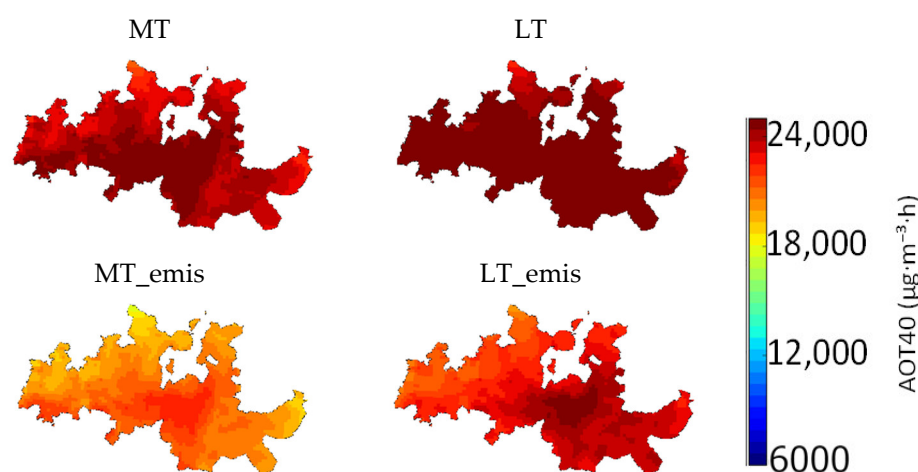 MT
LT
24,000
18,000
12,000
6000
AOT40 (µg·m⁻³·h)
MT_emis
LT_emis